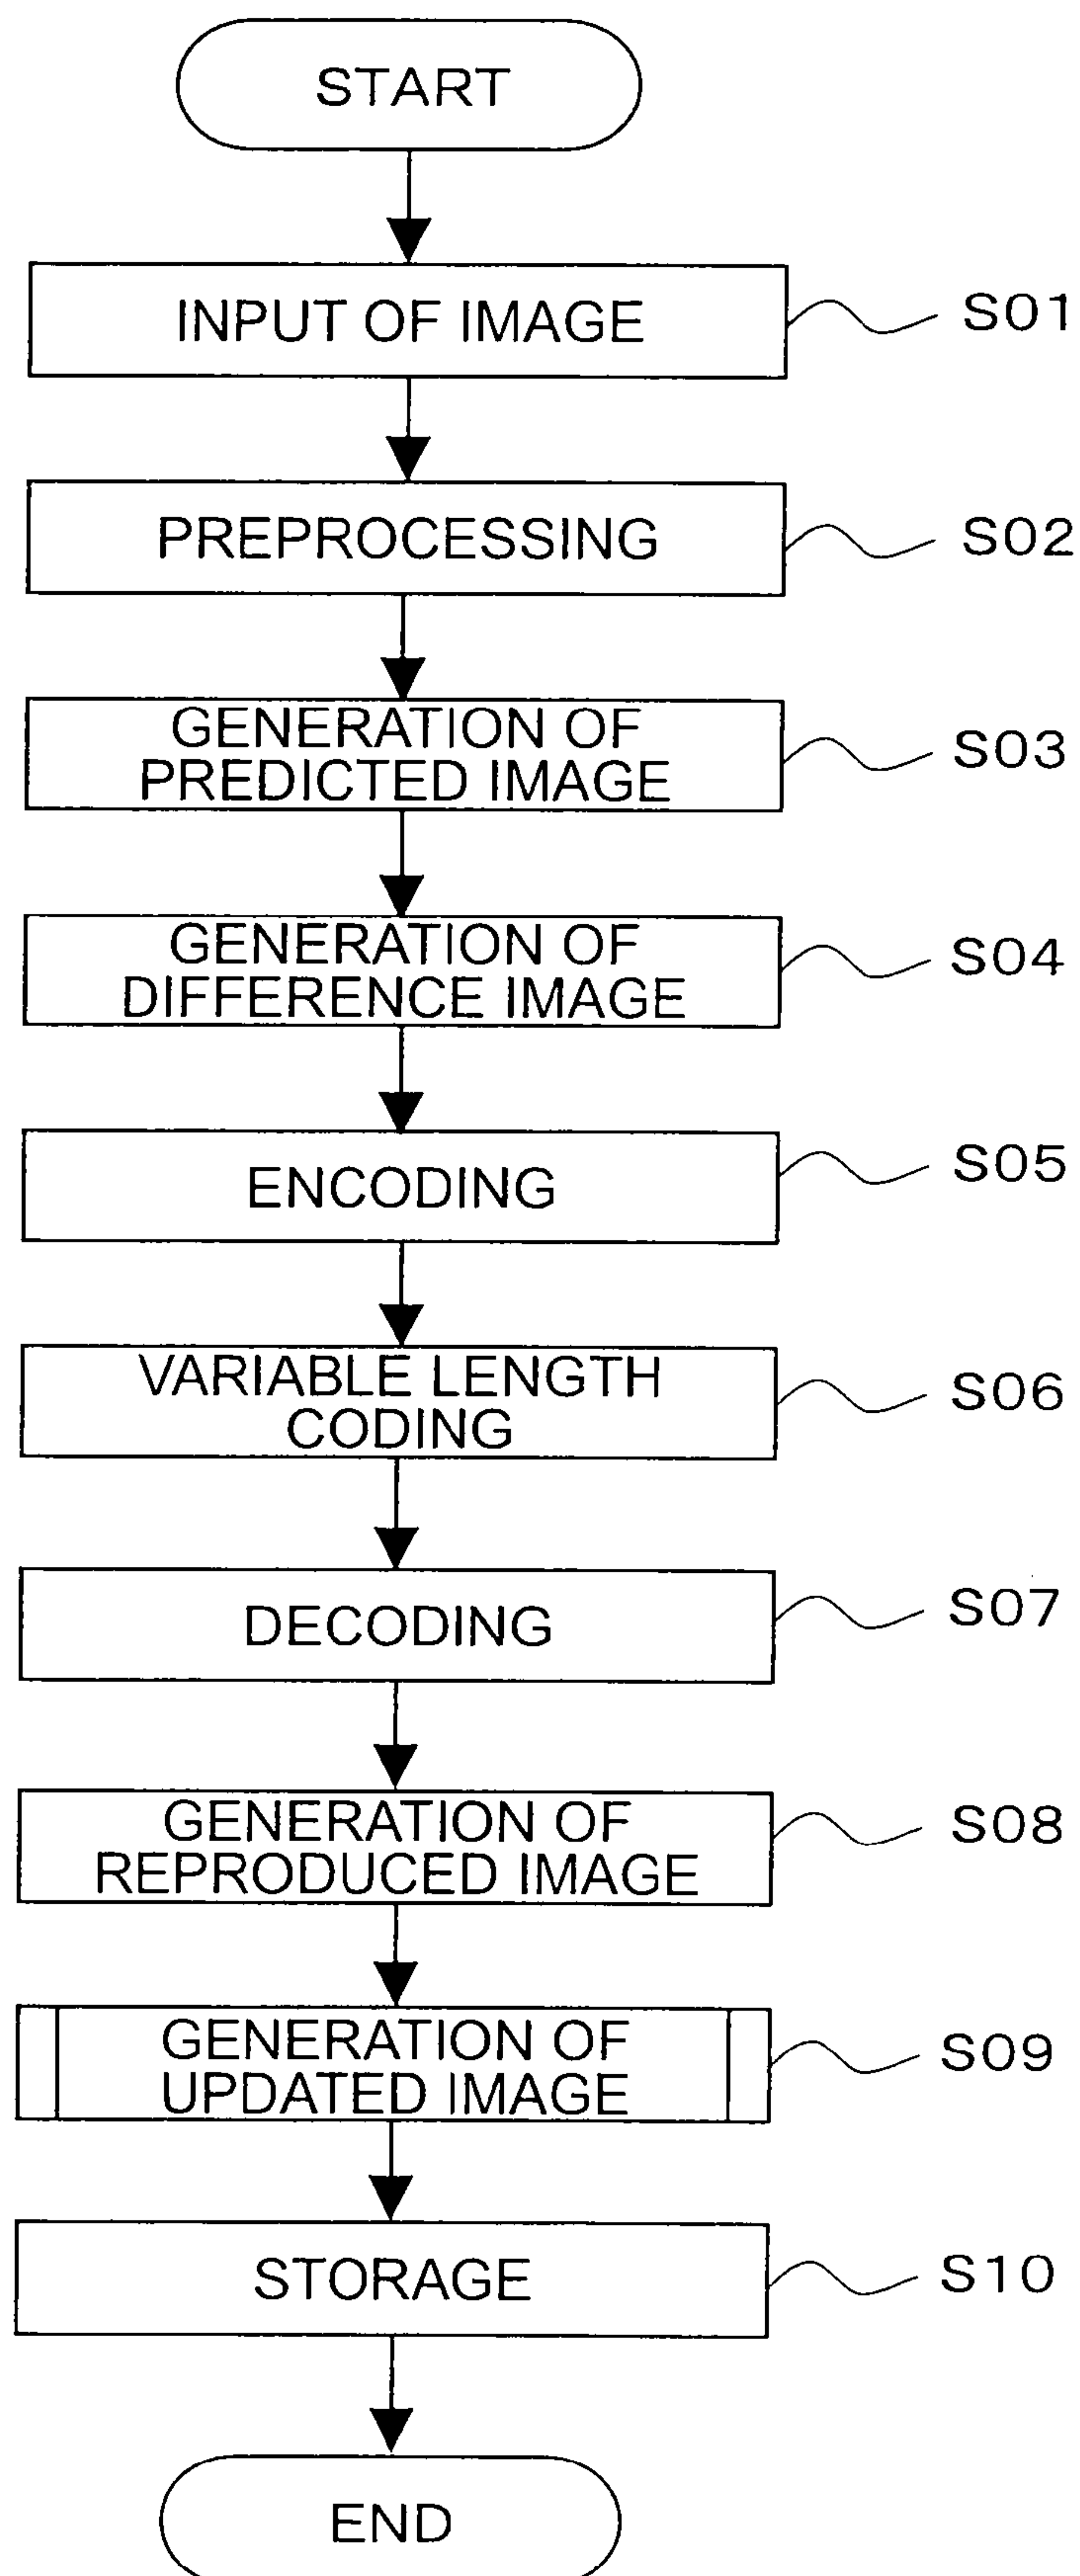 START
INPUT OF IMAGE
S01
PREPROCESSING
S02
GENERATION OF
PREDICTED IMAGE
S03
GENERATION OF
DIFFERENCE IMAGE
S04
ENCODING
S05
VARIABLE LENGTH
CODING
S06
DECODING
S07
GENERATION OF
REPRODUCED IMAGE
S08
GENERATION OF
UPDATED IMAGE
S09
STORAGE
S10
END